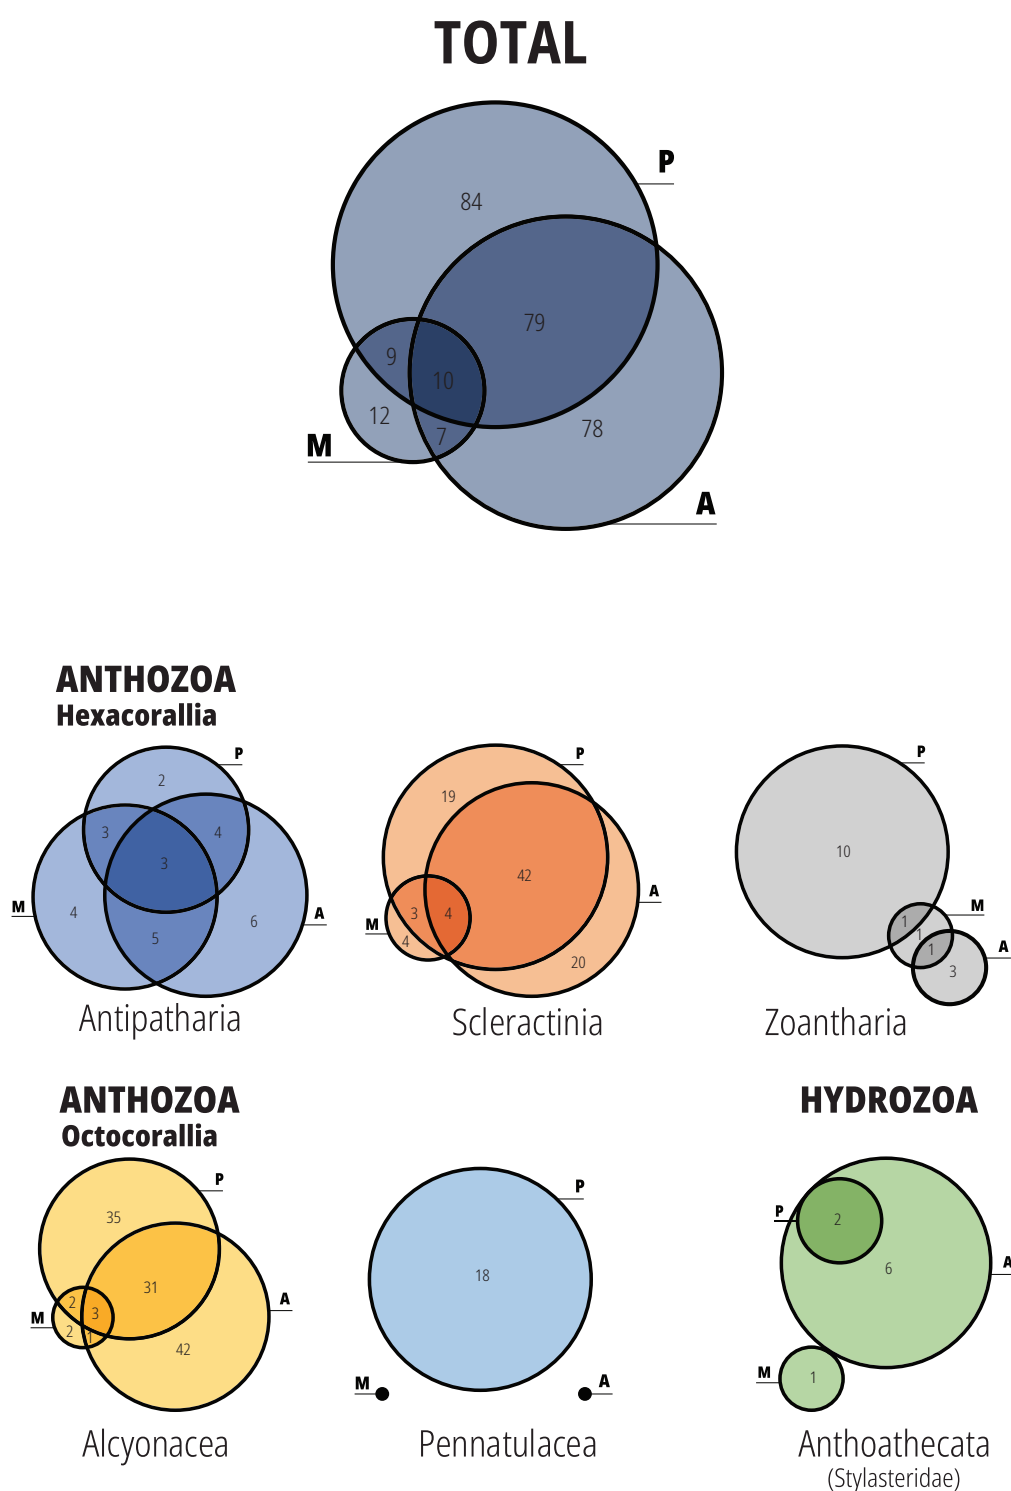 TOTAL
P
84
79
9
10
12
7
78
M
A
ANTHOZOA
Hexacorallia
P
2
3
4
3
M
4
6
A
5
Antipatharia
P
19
42
A
3
4
M
4
20
Scleractinia
P
10
M
1
1
1
A
3
Zoantharia
ANTHOZOA
Octocorallia
P
35
31
A
2
3
M
2
1
42
Alcyonacea
P
18
M
A
Pennatulacea
HYDROZOA
P
2
A
6
M
1
Anthoathecata
(Stylasteridae)